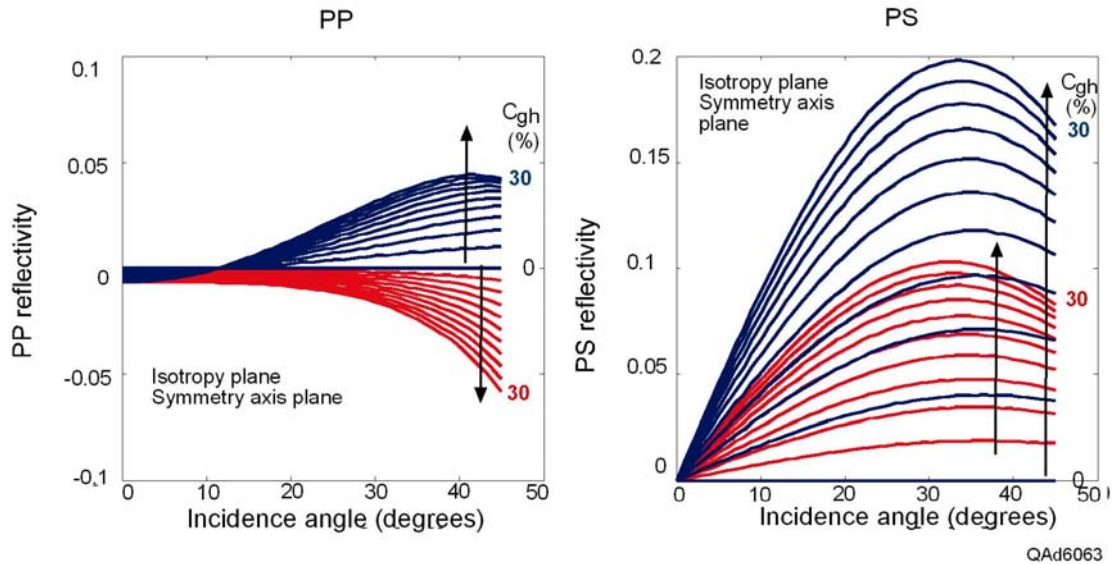 PP
0.1
0.05
0
-0.05
-0.1
PP reflectivity
0
10
20
30
40
50
Incidence angle (degrees)
Cgh
(%)
30
0
30
Isotropy plane
Symmetry axis plane
PS
0.2
0.15
0.1
0.05
0
PS reflectivity
0
10
20
30
40
50
Incidence angle (degrees)
Isotropy plane
Symmetry axis
plane
Cgh
(%)
30
30
0
QAd6063